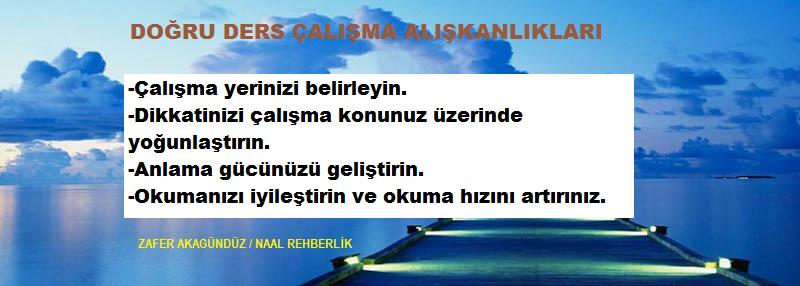 DOĞRU DERS ÇALIŞMA ALIŞKANLIKLARI
-Çalışma yerinizi belirleyin.
-Dikkatinizi çalışma konunuz üzerinde
yoğunlaştırın.
-Anlama gücünüzü geliştirin.
-Okumanızı iyileştirin ve okuma hızını artırınız.
ZAFER AKAGÜNDÜZ / NAAL REHBERLİK